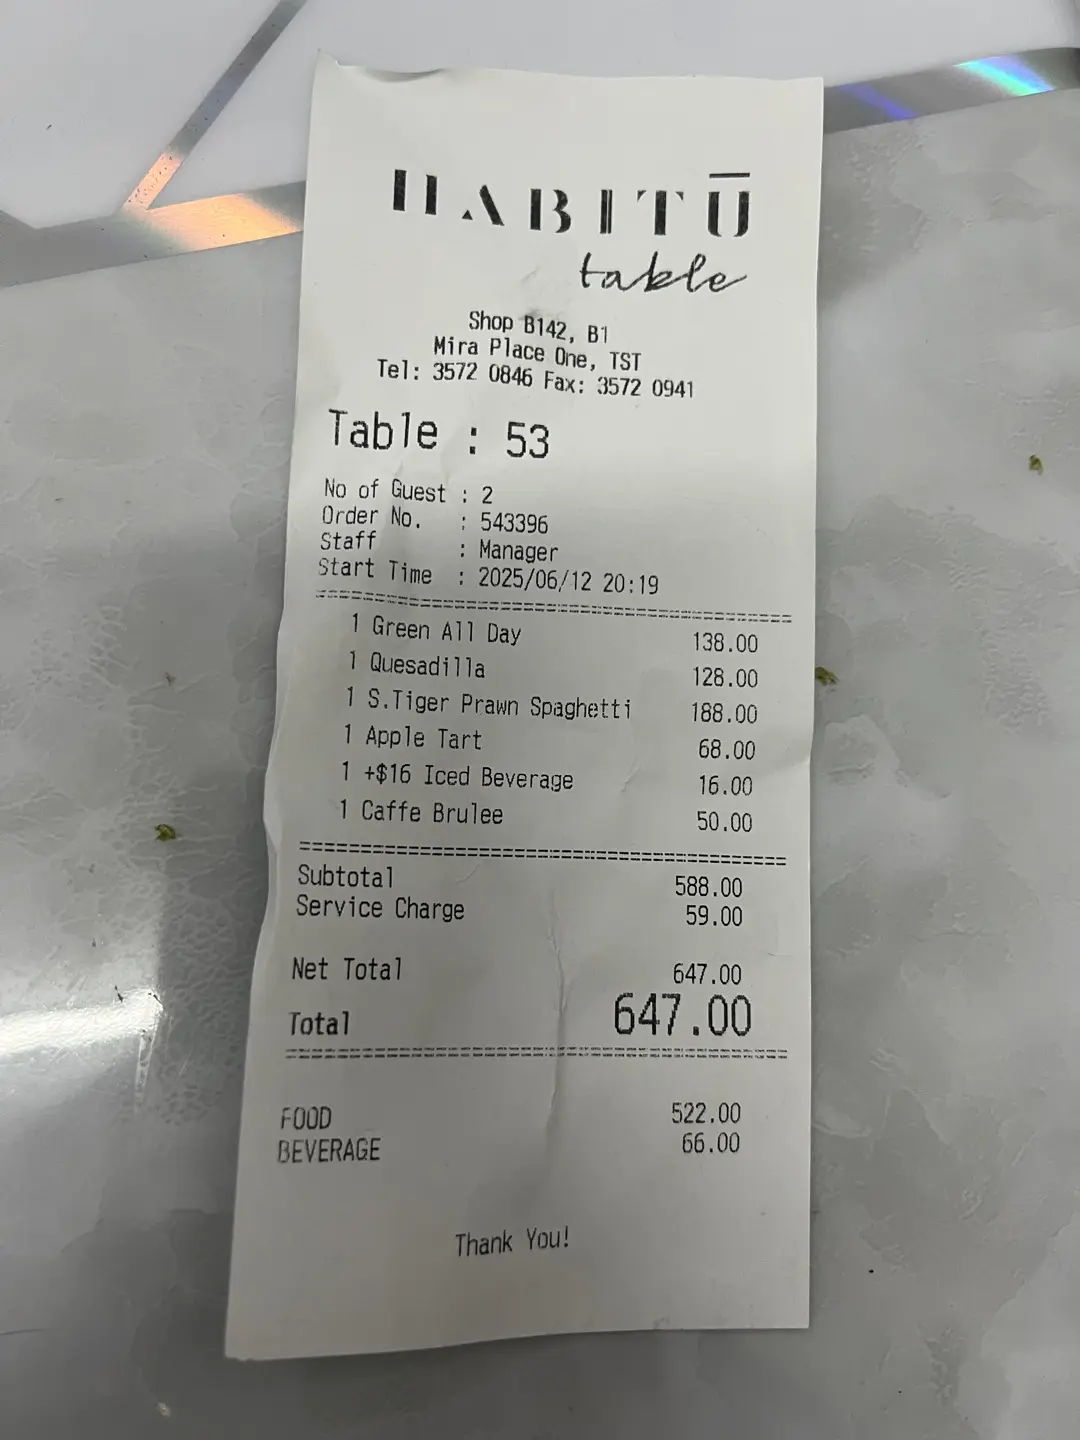 HABITŪ
table
Shop B142, B1
Mira Place One, TST
Tel: 3572 0846 Fax: 3572 0941
Table : 53
No of Guest : 2
Order No. : 543396
Staff : Manager
Start Time : 2025/06/12 20:19
1 Green All Day 138.00
1 Quesadilla 128.00
1 S.Tiger Prawn Spaghetti 188.00
1 Apple Tart 68.00
1 +$16 Iced Beverage 16.00
1 Caffe Brulee 50.00
Subtotal 588.00
Service Charge 59.00
Net Total 647.00
Total 647.00
FOOD 522.00
BEVERAGE 66.00
Thank You!